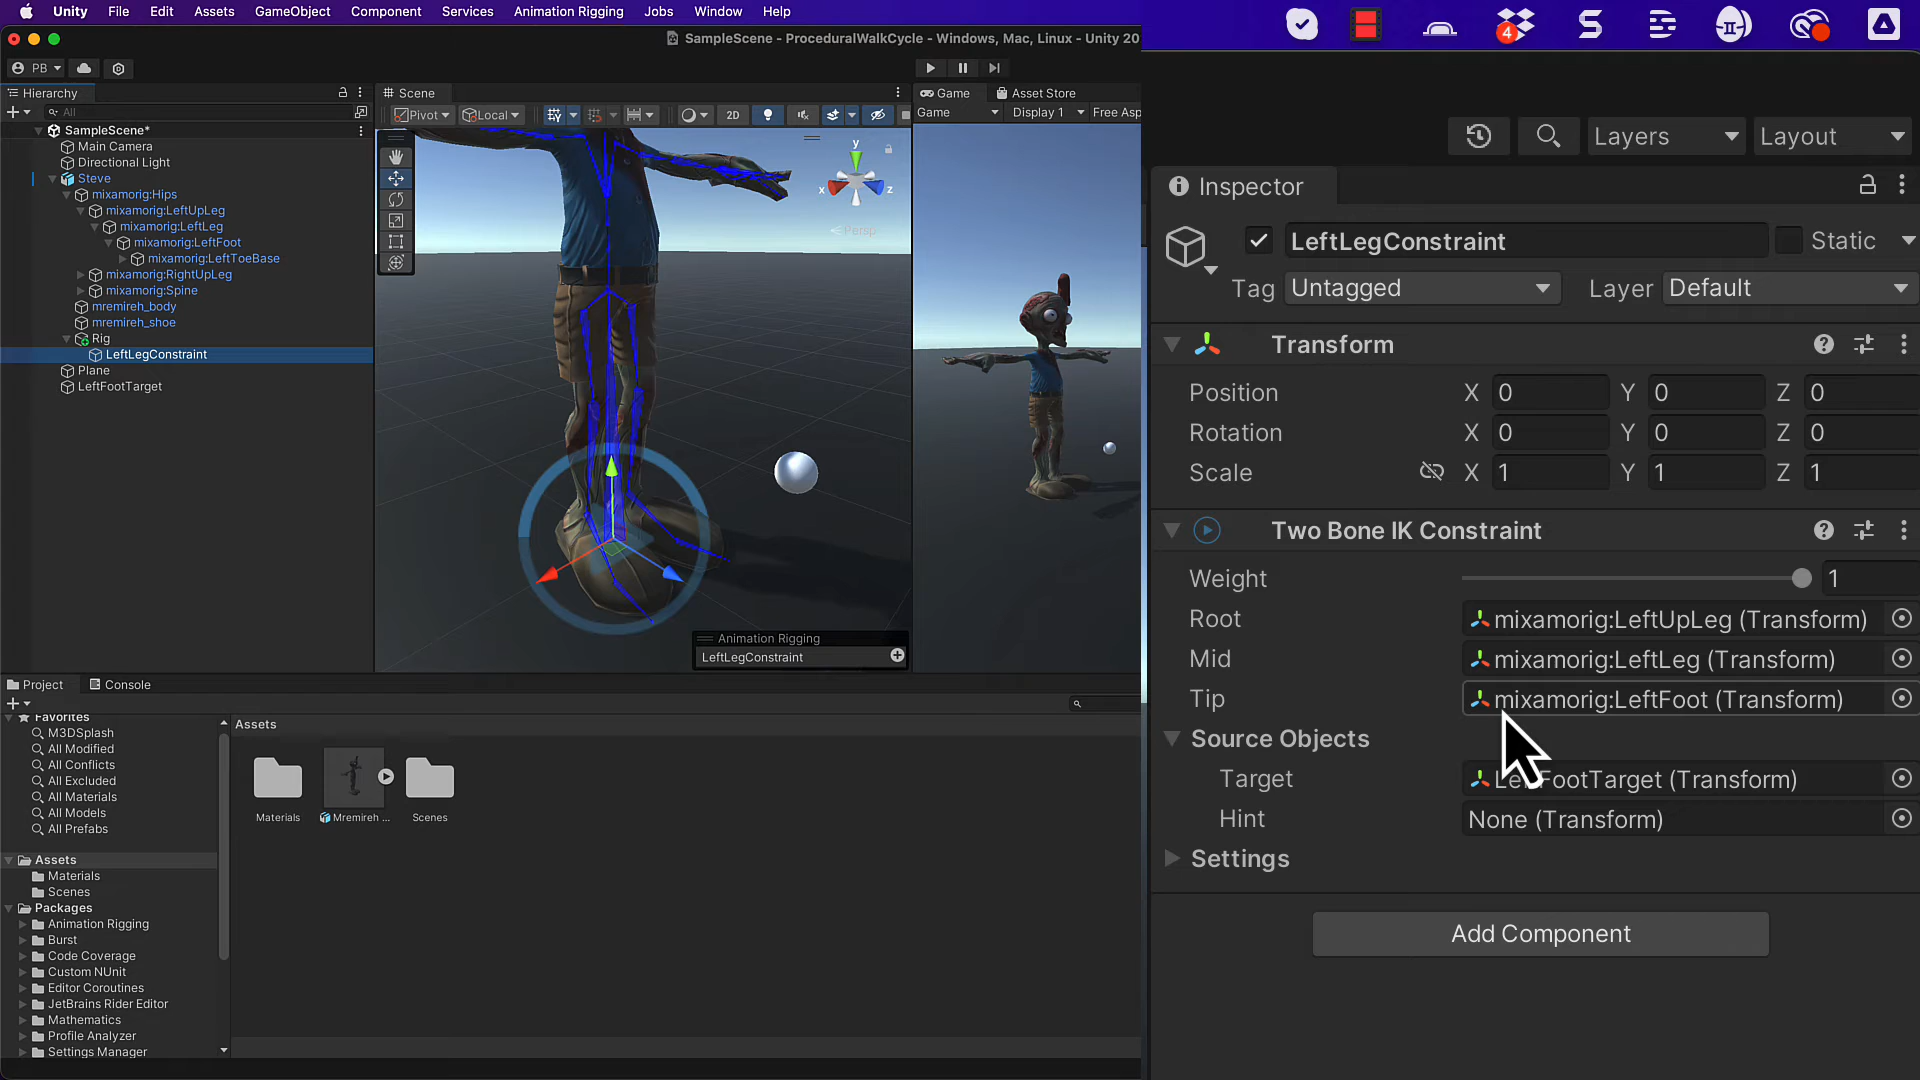 Unity File Edit Assets GameObject Component Services Animation Rigging Jobs Window Help
4
SampleScene - ProceduralWalkCycle - Windows, Mac, Linux - Unity 20
PB
Hierarchy
All
SampleScene*
Main Camera
Directional Light
Steve
mixamorig:Hips
mixamorig:LeftUpLeg
mixamorig:LeftLeg
mixamorig:LeftFoot
mixamorig:LeftToeBase
mixamorig:RightUpLeg
mixamorig:Spine
mremireh_body
mremireh_shoe
Rig
LeftLegConstraint
Plane
LeftFootTarget
Scene
Pivot Local 2D
y
x
z
Persp
Animation Rigging
LeftLegConstraint
Game Asset Store
Game Display 1 Free Asp
Project Console
Favorites
M3DSplash
All Modified
All Conflicts
All Excluded
All Materials
All Models
All Prefabs
Assets
Materials
Scenes
Packages
Animation Rigging
Burst
Code Coverage
Custom NUnit
Editor Coroutines
JetBrains Rider Editor
Mathematics
Profile Analyzer
Settings Manager
Assets
Materials
Mremireh ...
Scenes
Layers Layout
Inspector
LeftLegConstraint Static
Tag Untagged Layer Default
Transform
Position X 0 Y 0 Z 0
Rotation X 0 Y 0 Z 0
Scale X 1 Y 1 Z 1
Two Bone IK Constraint
Weight 1
Root mixamorig:LeftUpLeg (Transform)
Mid mixamorig:LeftLeg (Transform)
Tip mixamorig:LeftFoot (Transform)
Source Objects
Target LeftFootTarget (Transform)
Hint None (Transform)
Settings
Add Component